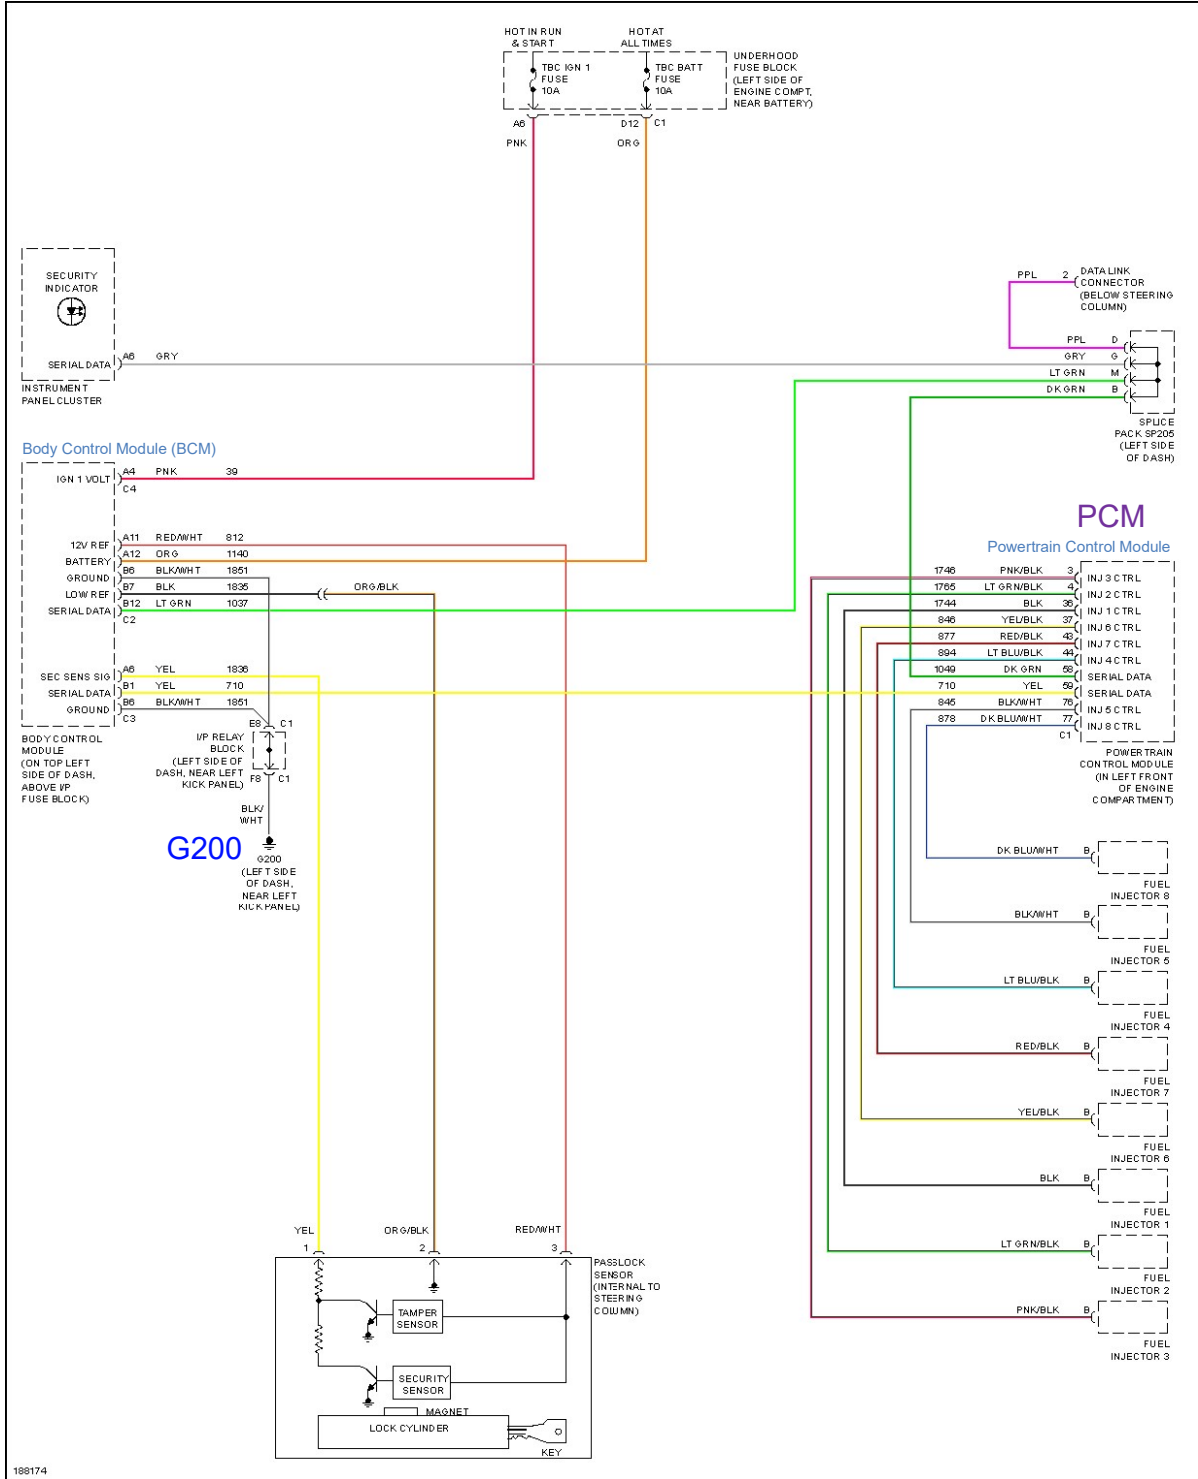 HOT IN RUN
& START
HOT AT
ALL TIMES
TBC IGN 1
FUSE
10A
TBC BATT
FUSE
10A
UNDERHOOD
FUSE BLOCK
(LEFT SIDE OF
ENGINE COMPT,
NEAR BATTERY)
A6
D12 C1
PNK
ORG
SECURITY
INDICATOR
SERIAL DATA A6 GRY
INSTRUMENT
PANEL CLUSTER
PPL 2
DATA LINK
CONNECTOR
(BELOW STEERING
COLUMN)
PPL D
GRY G
LT GRN M
DK GRN B
SPLICE
PACK SP205
(LEFT SIDE
OF DASH)
Body Control Module (BCM)
IGN 1 VOLT A4 PNK 39
C4
12V REF A11 RED/WHT 812
BATTERY A12 ORG 1140
GROUND B6 BLK/WHT 1851
LOW REF B7 BLK 1835 ORG/BLK
SERIAL DATA B12 LT GRN 1037
C2
SEC SENS SIG A6 YEL 1836
SERIAL DATA B1 YEL 710
GROUND B6 BLK/WHT 1851
C3
BODY CONTROL
MODULE
(ON TOP LEFT
SIDE OF DASH,
ABOVE I/P
FUSE BLOCK)
E8 C1
I/P RELAY
BLOCK
(LEFT SIDE OF
DASH, NEAR LEFT
KICK PANEL)
F8 C1
BLK/
WHT
G200
G200
(LEFT SIDE
OF DASH,
NEAR LEFT
KICK PANEL)
PCM
Powertrain Control Module
1746 PNK/BLK 3 INJ 3 CTRL
1765 LT GRN/BLK 4 INJ 2 CTRL
1744 BLK 36 INJ 1 CTRL
846 YEL/BLK 37 INJ 6 CTRL
877 RED/BLK 43 INJ 7 CTRL
894 LT BLU/BLK 44 INJ 4 CTRL
1049 DK GRN 58 SERIAL DATA
710 YEL 59 SERIAL DATA
845 BLK/WHT 76 INJ 5 CTRL
878 DK BLU/WHT 77 INJ 8 CTRL
C1
POWERTRAIN
CONTROL MODULE
(IN LEFT FRONT
OF ENGINE
COMPARTMENT)
DK BLU/WHT B
FUEL
INJECTOR 8
BLK/WHT B
FUEL
INJECTOR 5
LT BLU/BLK B
FUEL
INJECTOR 4
RED/BLK B
FUEL
INJECTOR 7
YEL/BLK B
FUEL
INJECTOR 6
BLK B
FUEL
INJECTOR 1
LT GRN/BLK B
FUEL
INJECTOR 2
PNK/BLK B
FUEL
INJECTOR 3
YEL
1
ORG/BLK
2
RED/WHT
3
PASSLOCK
SENSOR
(INTERNAL TO
STEERING
COLUMN)
TAMPER
SENSOR
SECURITY
SENSOR
MAGNET
LOCK CYLINDER
KEY
188174